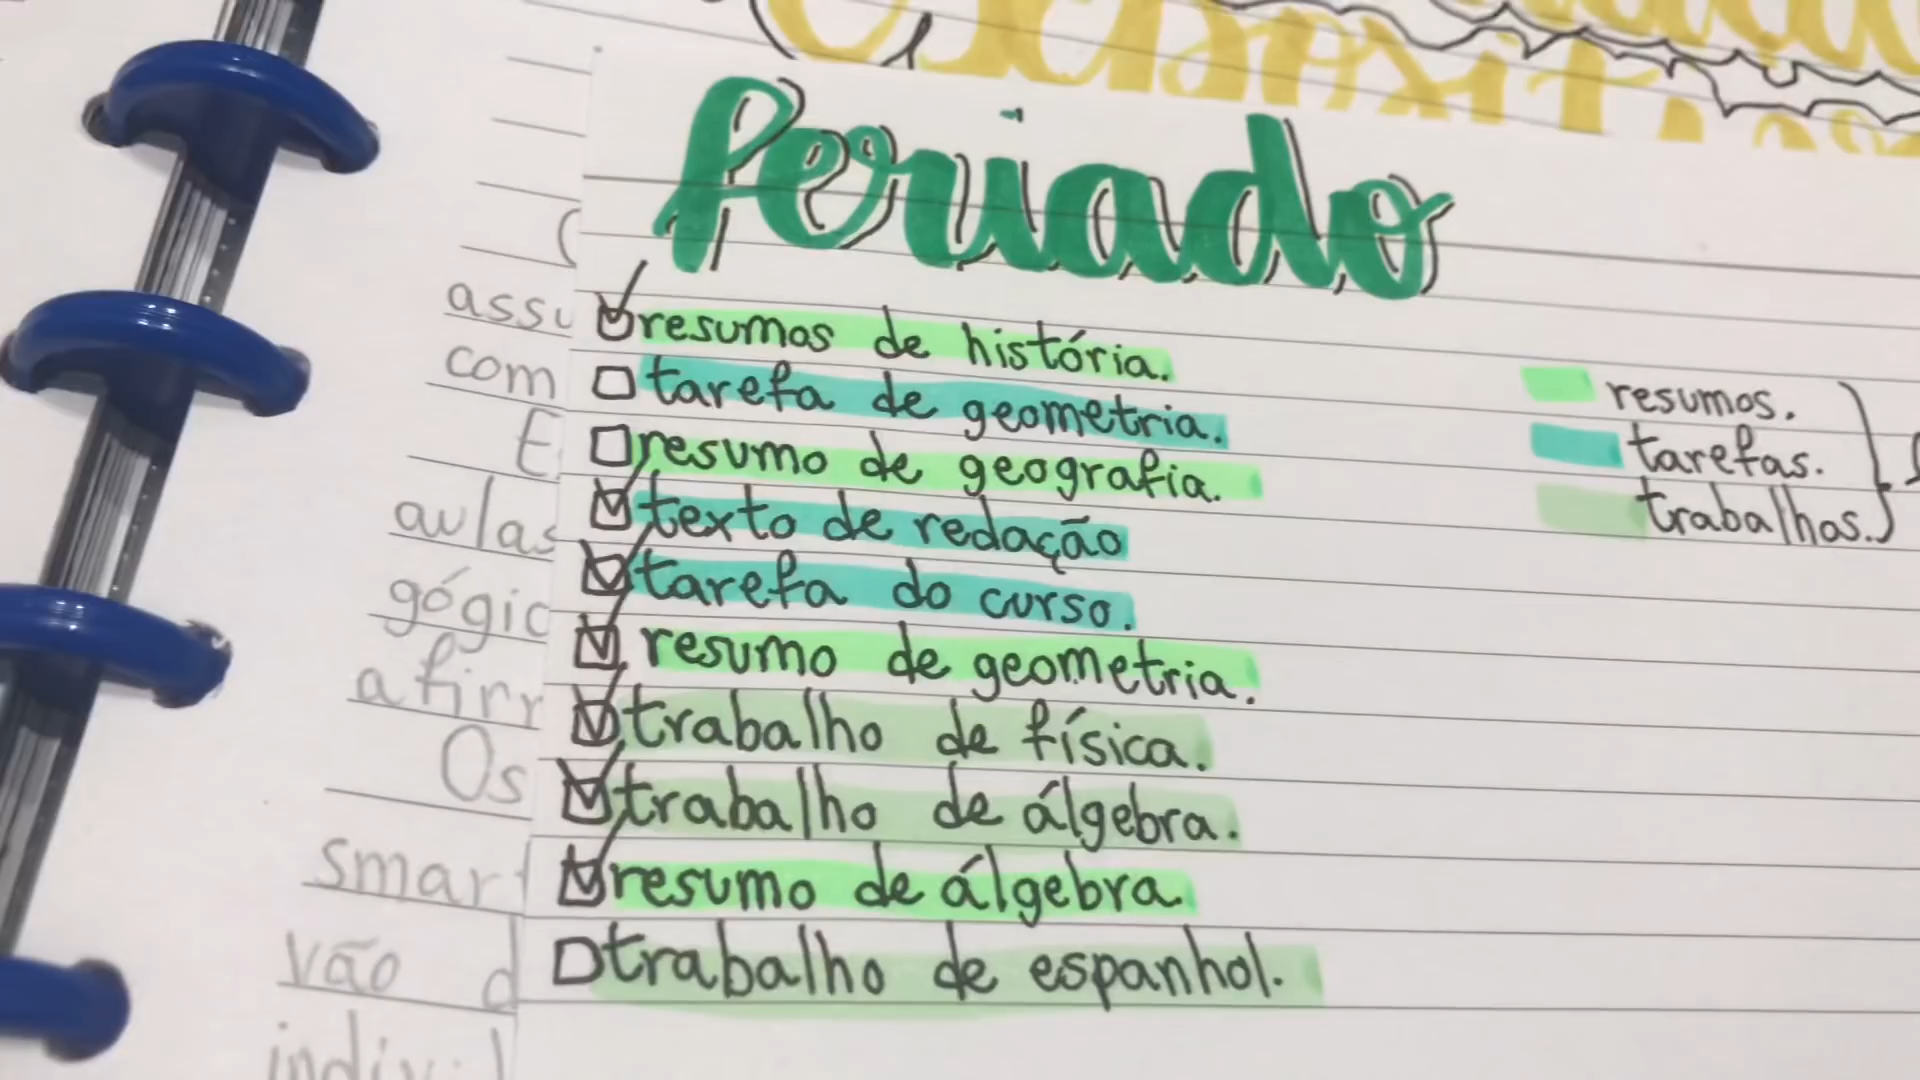 feriado
resumos de história.
tarefa de geometria.
resumo de geografia.
texto de redação
tarefa do curso.
resumo de geometria.
trabalho de física.
trabalho de álgebra.
resumo de álgebra
trabalho de espanhol.
resumos.
tarefas.
trabalhos.
assu
com
E
aulas
gógic
afirr
Os
smar
vão d